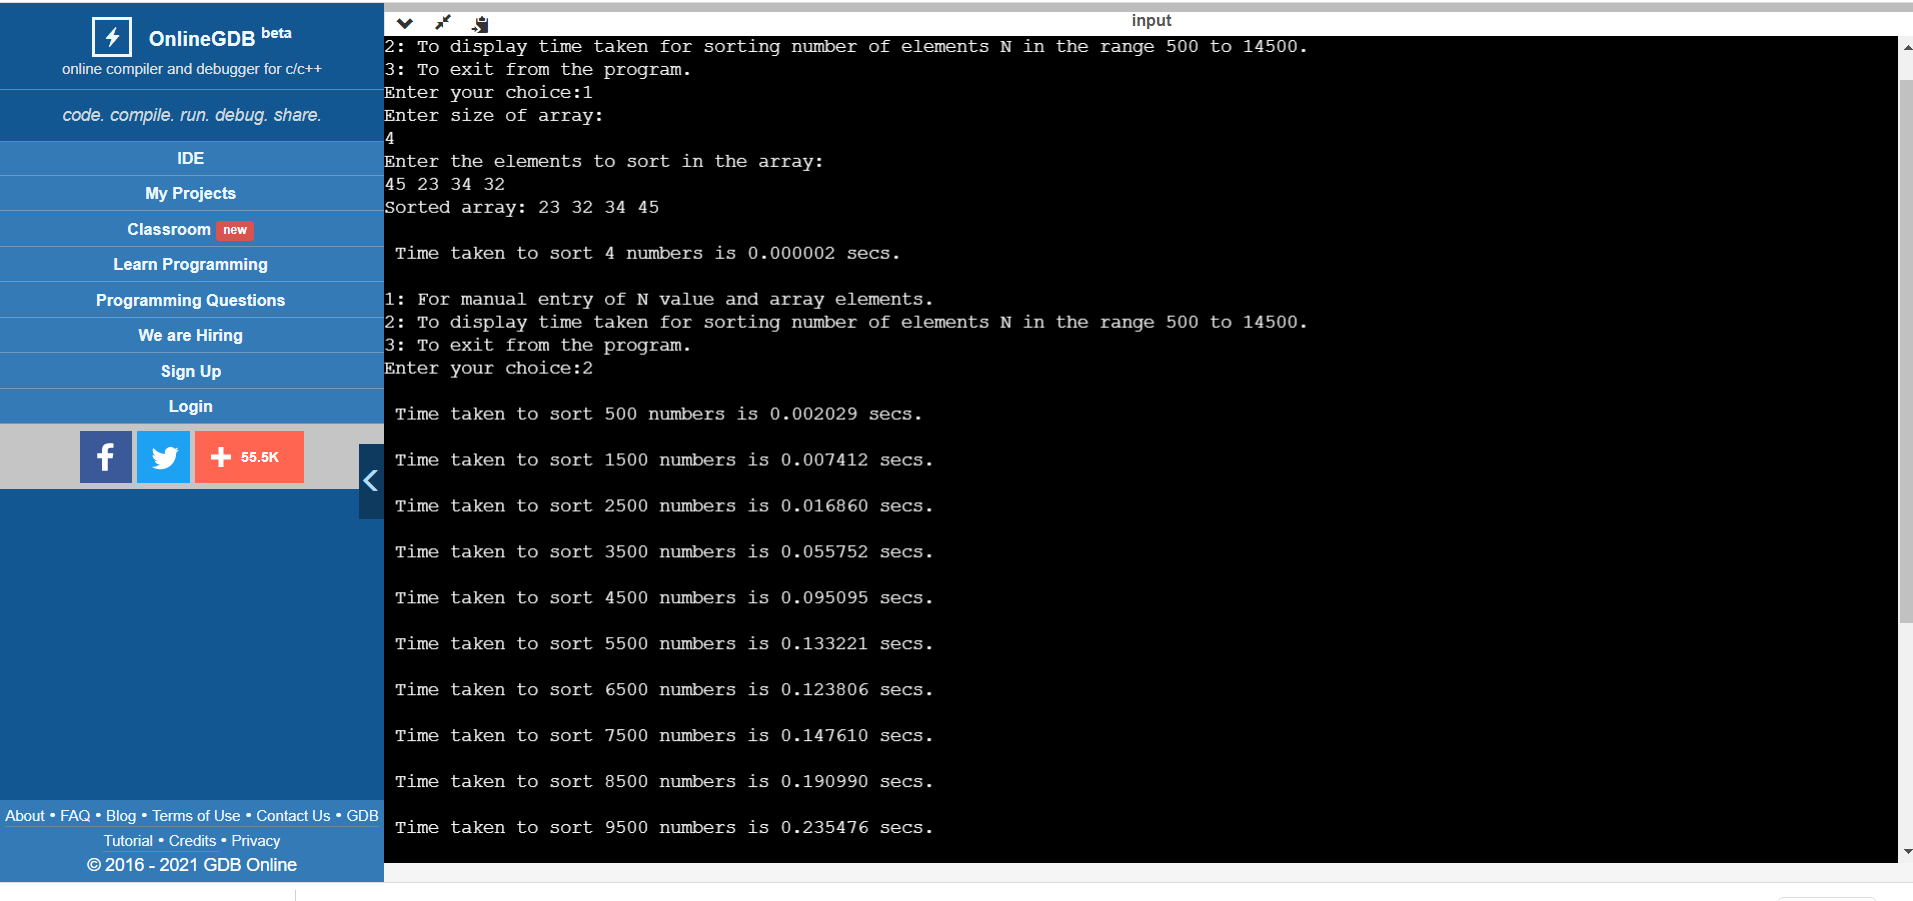 OnlineGDB beta
online compiler and debugger for c/c++
code. compile. run. debug. share.
IDE
My Projects
Classroom new
Learn Programming
Programming Questions
We are Hiring
Sign Up
Login
55.5K
About • FAQ • Blog • Terms of Use • Contact Us • GDB
Tutorial • Credits • Privacy
© 2016 - 2021 GDB Online
input
2: To display time taken for sorting number of elements N in the range 500 to 14500.
3: To exit from the program.
Enter your choice:1
Enter size of array:
4
Enter the elements to sort in the array:
45 23 34 32
Sorted array: 23 32 34 45
Time taken to sort 4 numbers is 0.000002 secs.
1: For manual entry of N value and array elements.
2: To display time taken for sorting number of elements N in the range 500 to 14500.
3: To exit from the program.
Enter your choice:2
Time taken to sort 500 numbers is 0.002029 secs.
Time taken to sort 1500 numbers is 0.007412 secs.
Time taken to sort 2500 numbers is 0.016860 secs.
Time taken to sort 3500 numbers is 0.055752 secs.
Time taken to sort 4500 numbers is 0.095095 secs.
Time taken to sort 5500 numbers is 0.133221 secs.
Time taken to sort 6500 numbers is 0.123806 secs.
Time taken to sort 7500 numbers is 0.147610 secs.
Time taken to sort 8500 numbers is 0.190990 secs.
Time taken to sort 9500 numbers is 0.235476 secs.